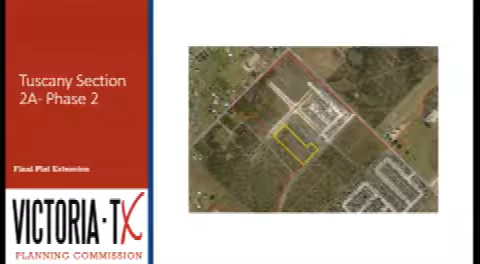 Tuscany Section
2A- Phase 2
Final Plat Extension
VICTORIA·TX
PLANNING COMMISSION